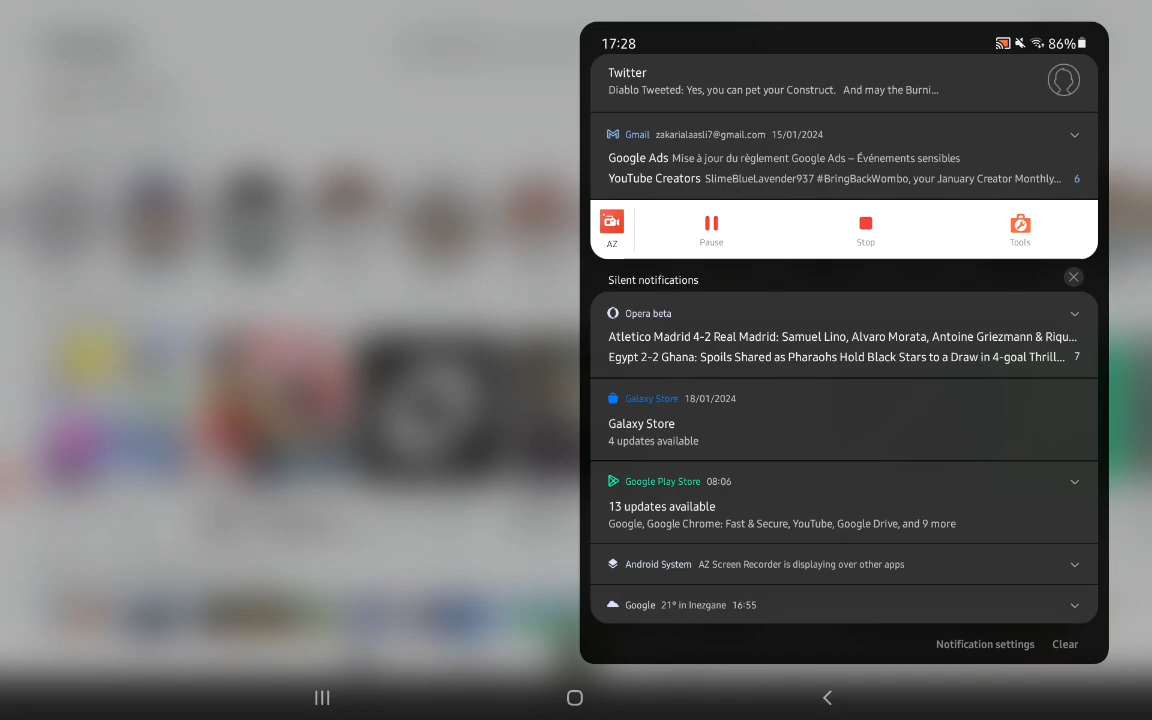 17:28
86%
Twitter
Diablo Tweeted: Yes, you can pet your Construct. And may the Burni...
Gmail zakarialaasli7@gmail.com 15/01/2024
Google Ads Mise à jour du règlement Google Ads – Événements sensibles
YouTube Creators SlimeBlueLavender937 #BringBackWombo, your January Creator Monthly... 6
AZ
Pause
Stop
Tools
Silent notifications
Opera beta
Atletico Madrid 4-2 Real Madrid: Samuel Lino, Alvaro Morata, Antoine Griezmann & Riqu...
Egypt 2-2 Ghana: Spoils Shared as Pharaohs Hold Black Stars to a Draw in 4-goal Thrill... 7
Galaxy Store 18/01/2024
Galaxy Store
4 updates available
Google Play Store 08:06
13 updates available
Google, Google Chrome: Fast & Secure, YouTube, Google Drive, and 9 more
Android System AZ Screen Recorder is displaying over other apps
Google 21° in Inezgane 16:55
Notification settings Clear